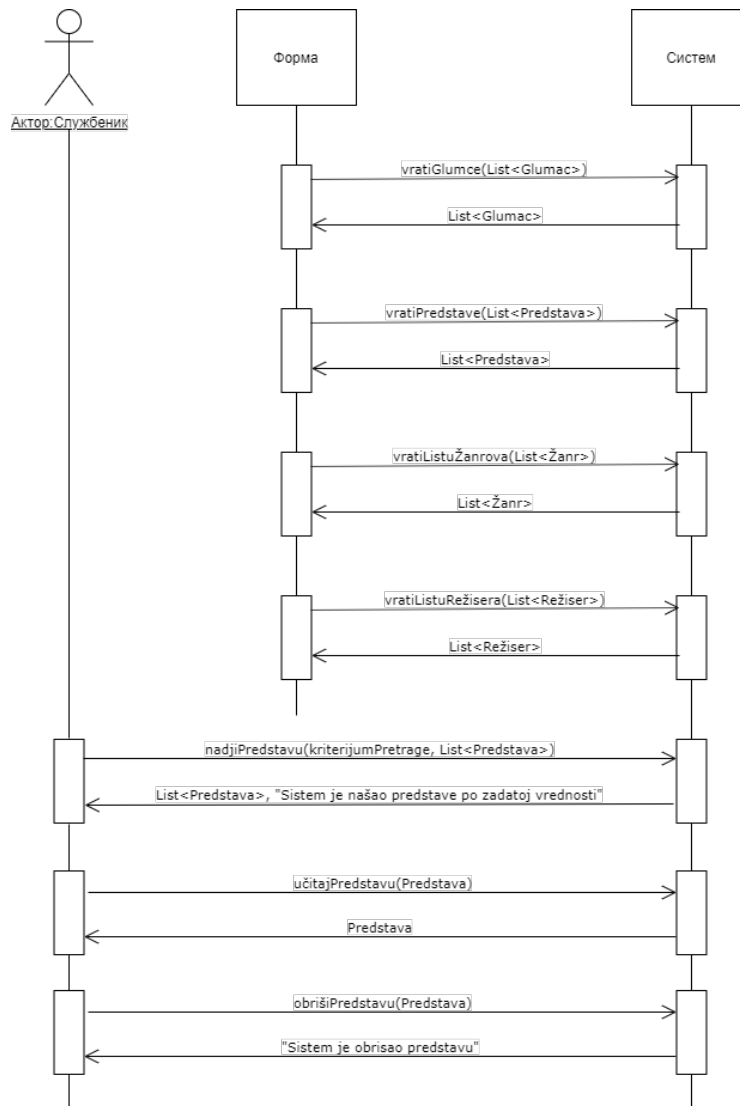 Форма
Систем
Актор:Службеник
vratiGlumce(List<Glumac>)
List<Glumac>
vratiPredstave(List<Predstava>)
List<Predstava>
vratiListuŽanrova(List<Žanr>)
List<Žanr>
vratiListuRežisera(List<Režiser>)
List<Režiser>
nadjiPredstavu(kriterijumPretrage, List<Predstava>)
List<Predstava>, "Sistem je našao predstave po zadatoj vrednosti"
učitajPredstavu(Predstava)
Predstava
obrišiPredstavu(Predstava)
"Sistem je obrisao predstavu"